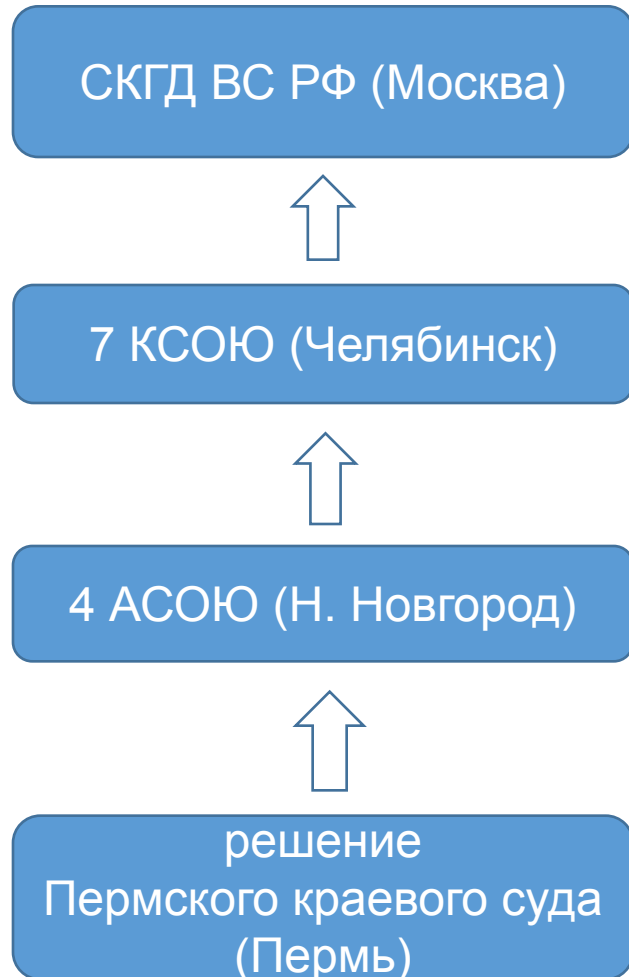 СКГД ВС РФ (Москва)
7 КСОЮ (Челябинск)
4 АСОЮ (Н. Новгород)
решение
Пермского краевого суда
(Пермь)